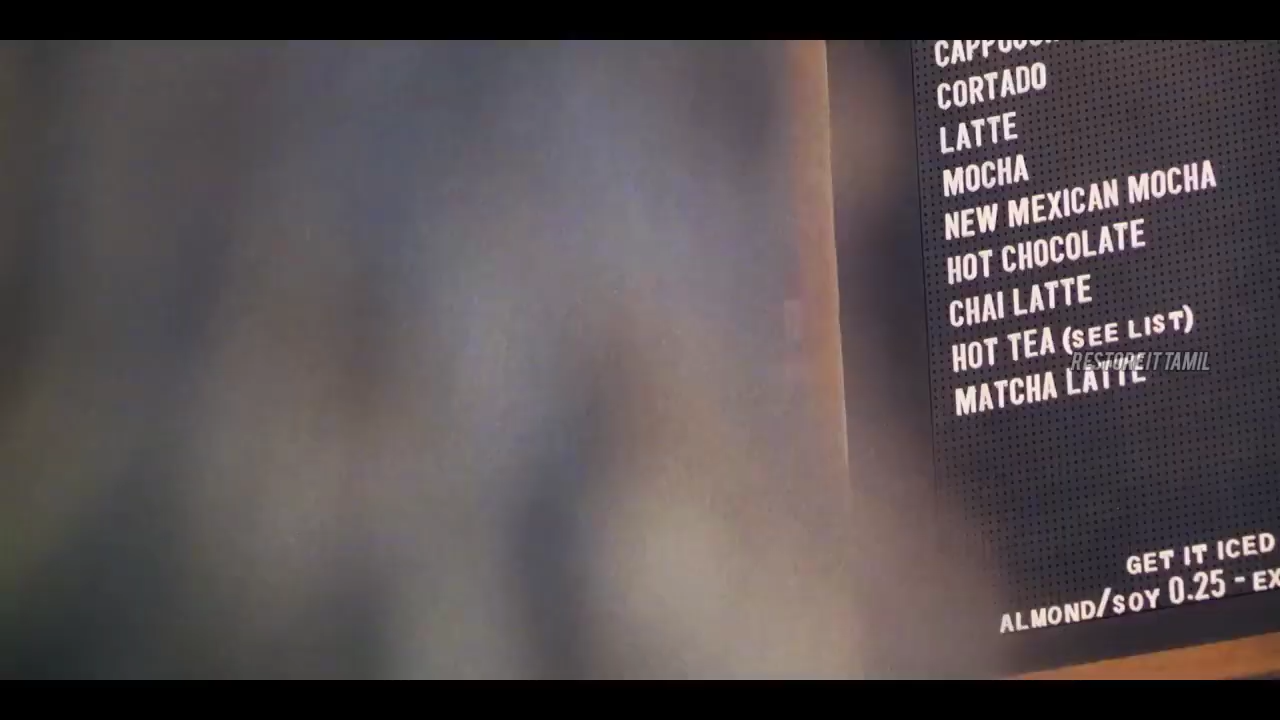 CORTADO
LATTE
MOCHA
NEW MEXICAN MOCHA
HOT CHOCOLATE
CHAI LATTE
HOT TEA (SEE LIST)
RESTOREIT TAMIL
MATCHA LATTE
GET IT ICED
ALMOND/SOY 0.25 - EX